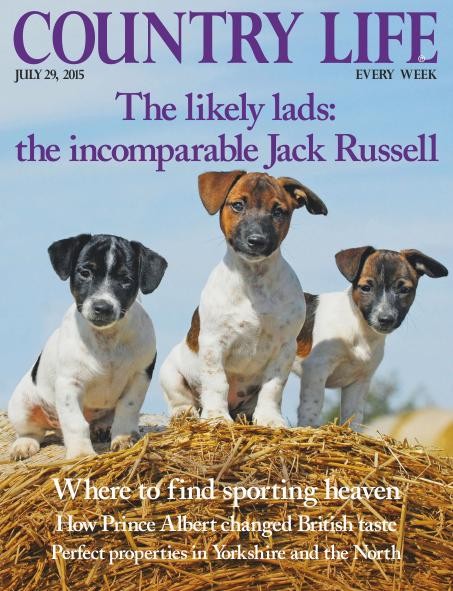 COUNTRY LIFE
JULY 29, 2015
EVERY WEEK
The likely lads:
the incomparable Jack Russell
Where to find sporting heaven
How Prince Albert changed British taste
Perfect properties in Yorkshire and the North